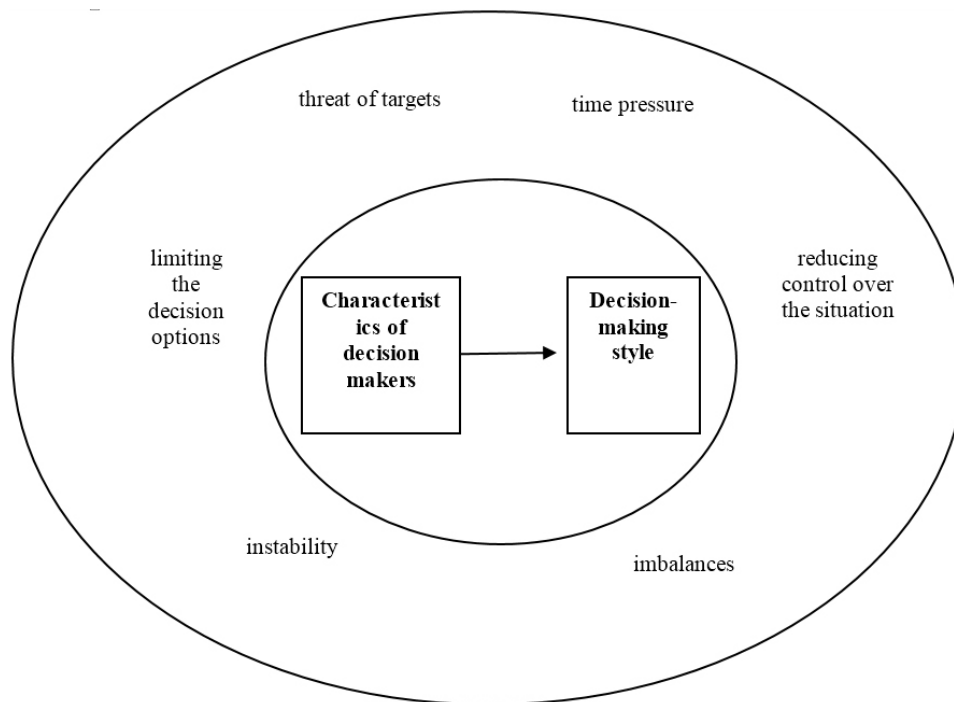 threat of targets
time pressure
limiting
the
decision
options
reducing
control over
the situation
Characterist
ics of
decision
makers
Decision-
making
style
instability
imbalances